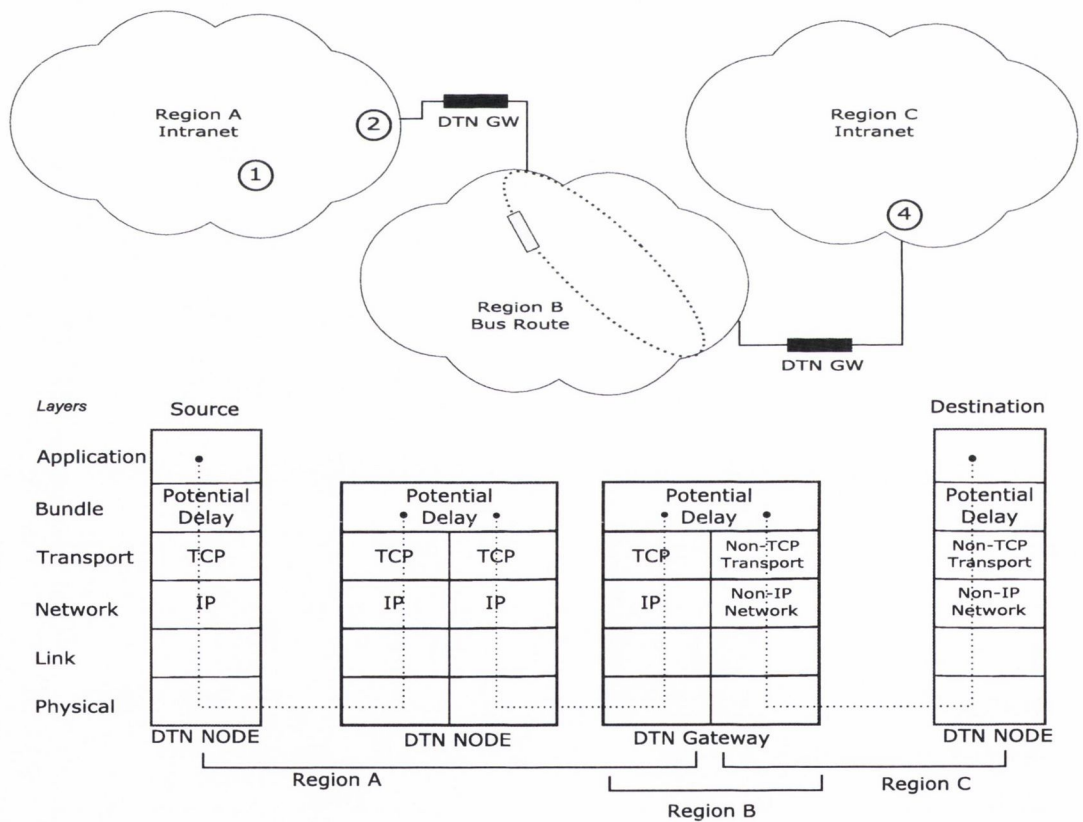 Region A
Intranet
2
1
DTN GW
Region C
Intranet
4
Region B
Bus Route
DTN GW
Layers
Source
Destination
Application
Bundle
Potential
Delay
Potential
Delay
Potential
Delay
Potential
Delay
Transport
TCP
TCP
TCP
TCP
Non-TCP
Transport
Non-TCP
Transport
Network
IP
IP
IP
IP
Non-IP
Network
Non-IP
Network
Link
Physical
DTN NODE
DTN NODE
DTN Gateway
DTN NODE
Region A
Region B
Region C